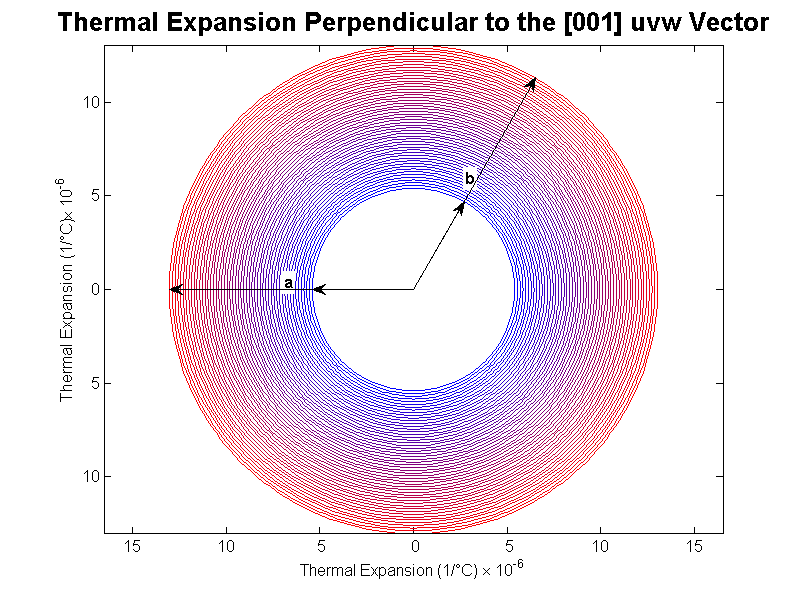 Thermal Expansion Perpendicular to the [001] uvw Vector
10
5
0
5
10
Thermal Expansion (1/°C)× 10⁻⁶
b
a
15 10 5 0 5 10 15
Thermal Expansion (1/°C) × 10⁻⁶